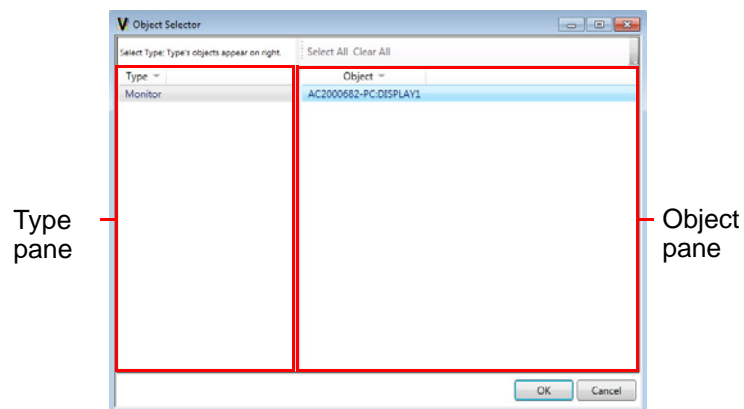 Object Selector
Select Type: Type's objects appear on right.
Select All Clear All
Type
Object
Monitor
AC2000682-PC:DISPLAY1
Type
pane
Object
pane
OK
Cancel